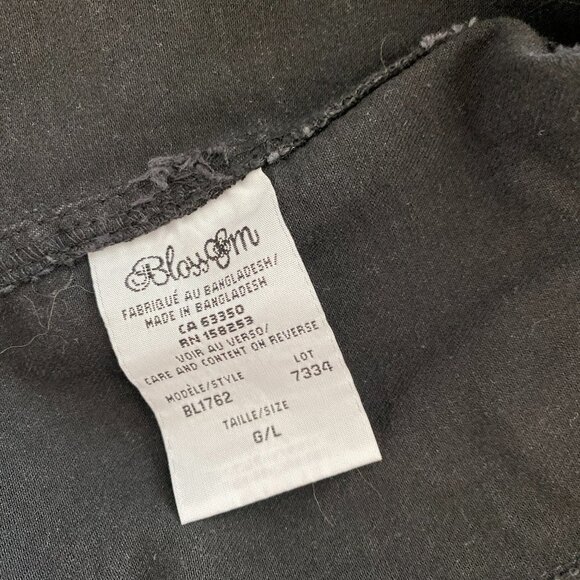 Blossom
FABRIQUÉ AU BANGLADESH/
MADE IN BANGLADESH
CA 63350
RN 158253
VOIR AU VERSO/
CARE AND CONTENT ON REVERSE
MODÈLE/STYLE LOT
BL1762 7334
TAILLE/SIZE
G/L